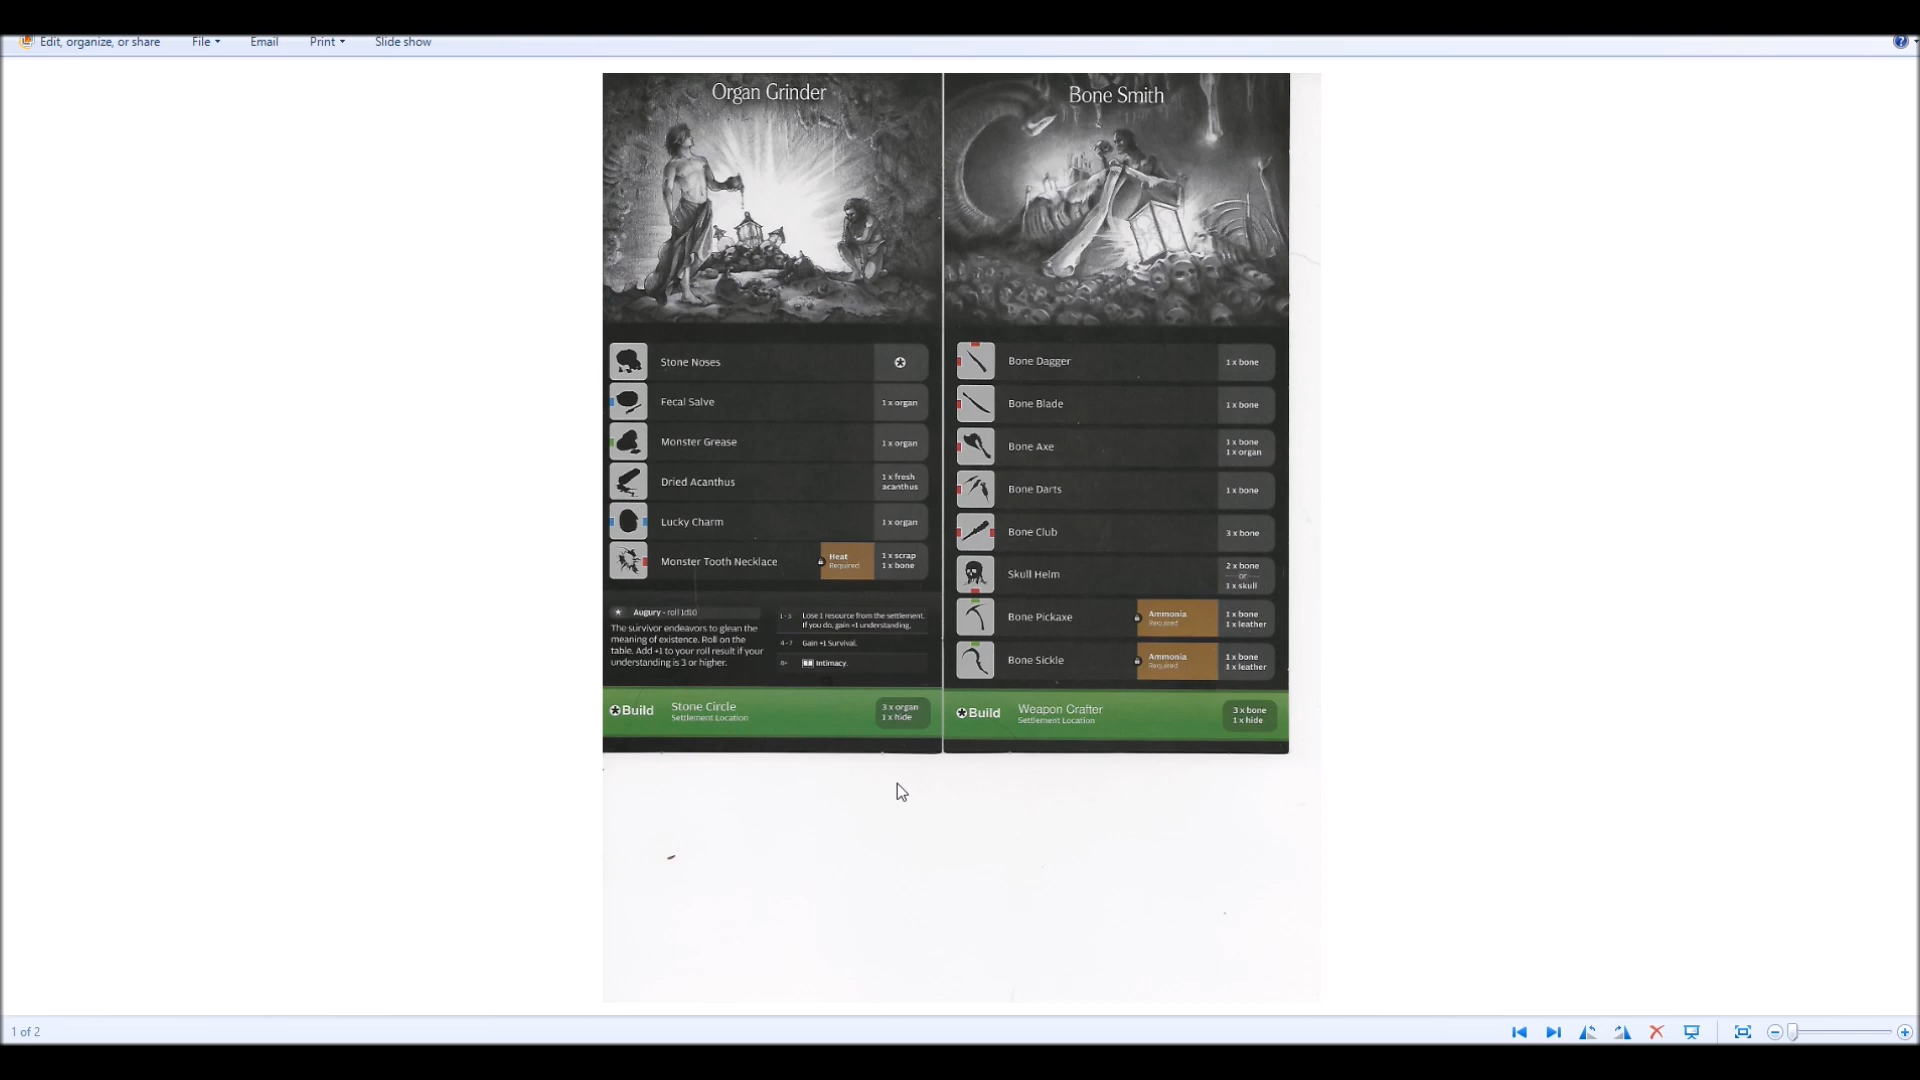 Edit, organize, or share
File
Email
Print
Slide show
Organ Grinder
Stone Noses
Fecal Salve
1 x organ
Monster Grease
1 x organ
Dried Acanthus
1 x fresh
acanthus
Lucky Charm
1 x organ
Monster Tooth Necklace
Heat
Required
1 x scrap
1 x bone
Augury - roll 1d10
The survivor endeavors to glean the
meaning of existence. Roll on the
table. Add +1 to your roll result if your
understanding is 3 or higher.
1 - 3 Lose 1 resource from the settlement.
If you do, gain +1 understanding.
4 - 7 Gain +1 Survival.
8+ Intimacy.
Build
Stone Circle
Settlement Location
3 x organ
1 x hide
Bone Smith
Bone Dagger
1 x bone
Bone Blade
1 x bone
Bone Axe
1 x bone
1 x organ
Bone Darts
1 x bone
Bone Club
3 x bone
Skull Helm
2 x bone
or
1 x skull
Bone Pickaxe
Ammonia
Required
1 x bone
1 x leather
Bone Sickle
Ammonia
Required
1 x bone
1 x leather
Build
Weapon Crafter
Settlement Location
3 x bone
1 x hide
1 of 2